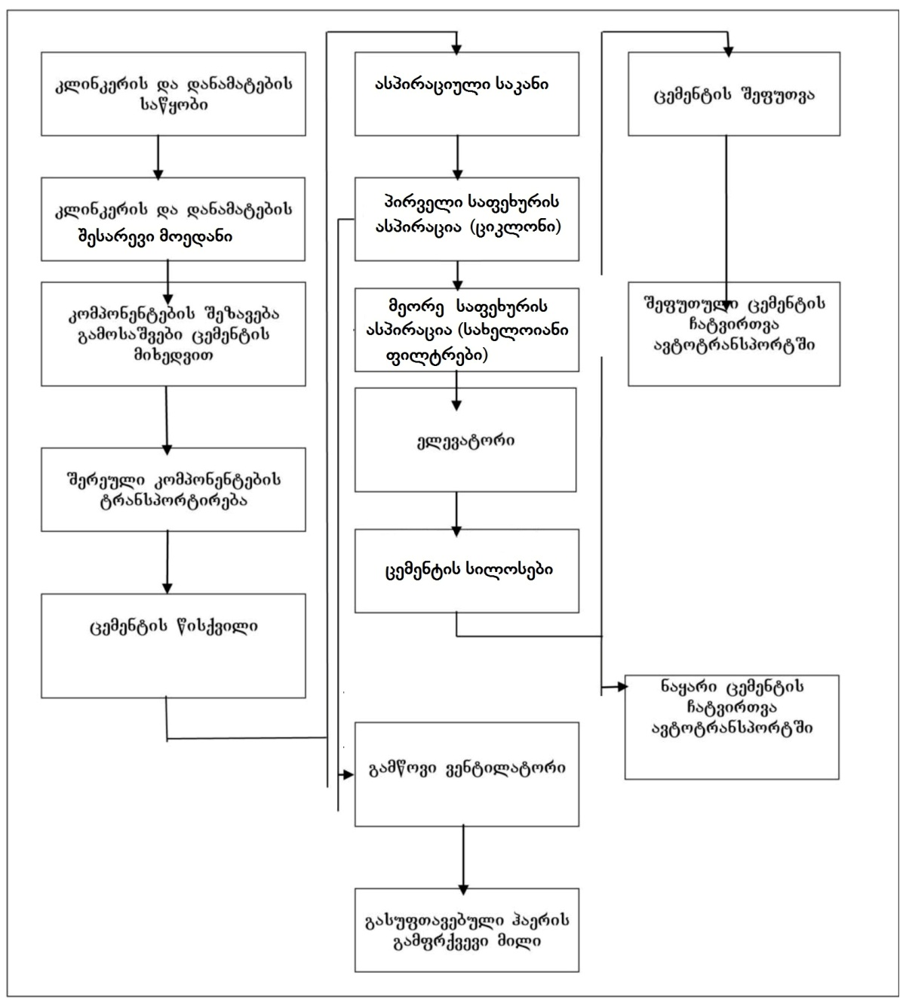 კლინკერის და დანამატების
საწყობი
კლინკერის და დანამატების
შესარევი მოედანი
კომპონენტების შეზავება
გამოსაშვები ცემენტის
მიხედვით
შერეული კომპონენტების
ტრანსპორტირება
ცემენტის წისქვილი
ასპირაციული საკანი
პირველი საფეხურის
ასპირაცია (ციკლონი)
მეორე საფეხურის
ასპირაცია (სახელოიანი
ფილტრები)
ელევატორი
ცემენტის სილოსები
გამწოვი ვენტილატორი
გასუფთავებული ჰაერის
გამფრქვევი მილი
ცემენტის შეფუთვა
შეფუთული ცემენტის
ჩატვირთვა
ავტოტრანსპორტში
ნაყარი ცემენტის
ჩატვირთვა
ავტოტრანსპორტში